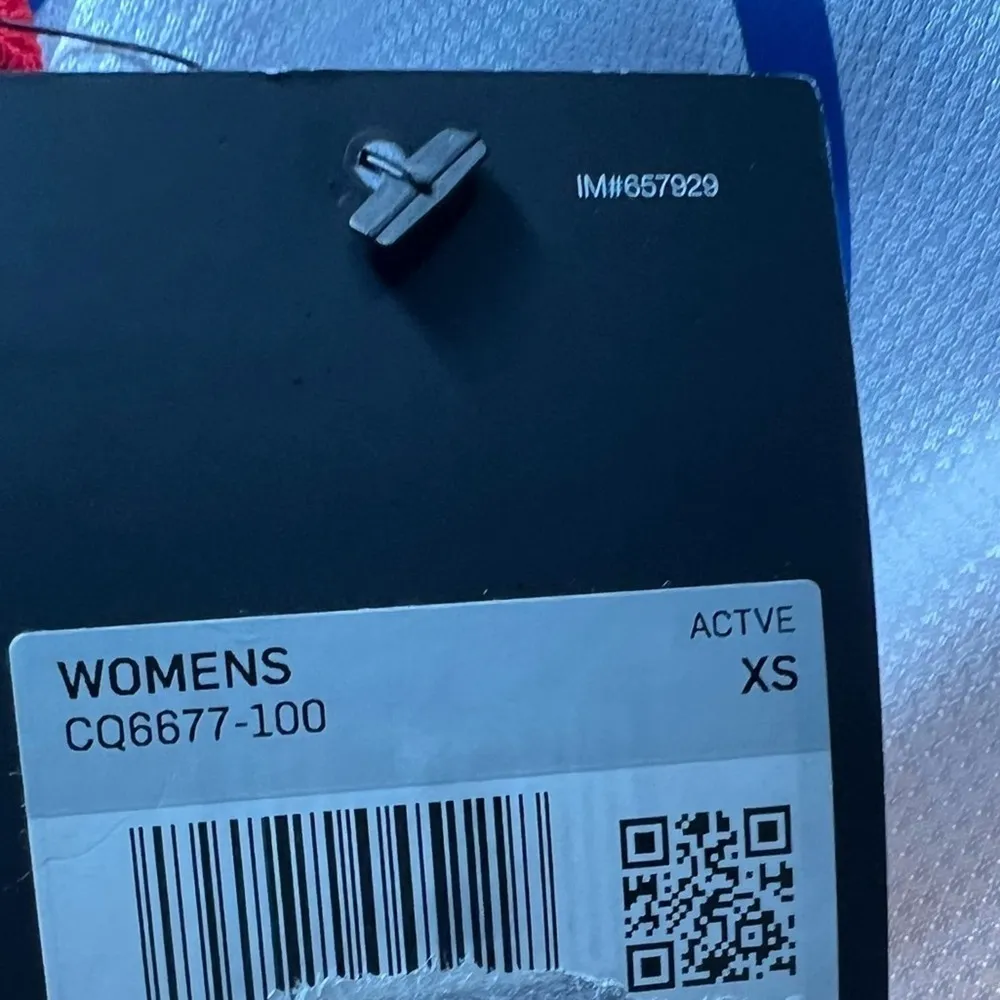 IM#657929
ACTVE
WOMENS
XS
CQ6677-100